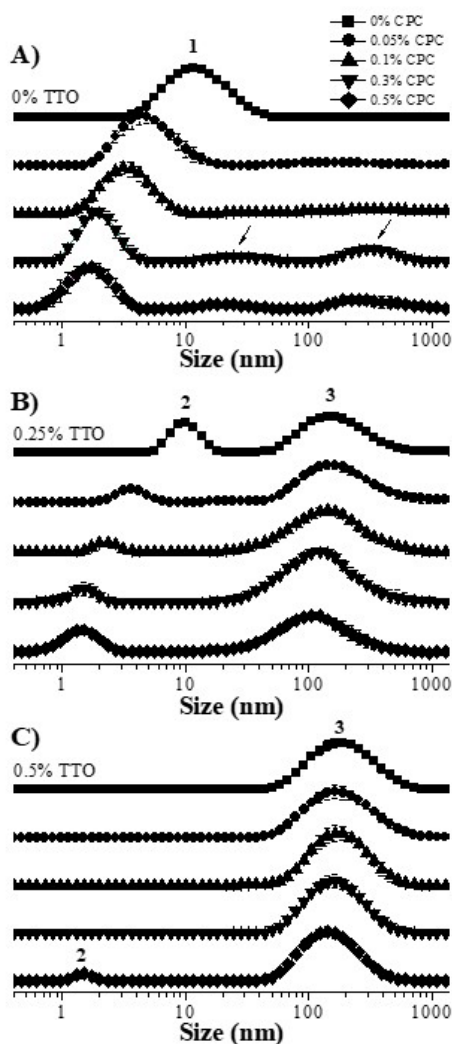 0% CPC
0.05% CPC
0.1% CPC
0.3% CPC
0.5% CPC
A)
1
0% TTO
1 10 100 1000
Size (nm)
B)
2 3
0.25% TTO
1 10 100 1000
Size (nm)
C)
3
0.5% TTO
2
1 10 100 1000
Size (nm)